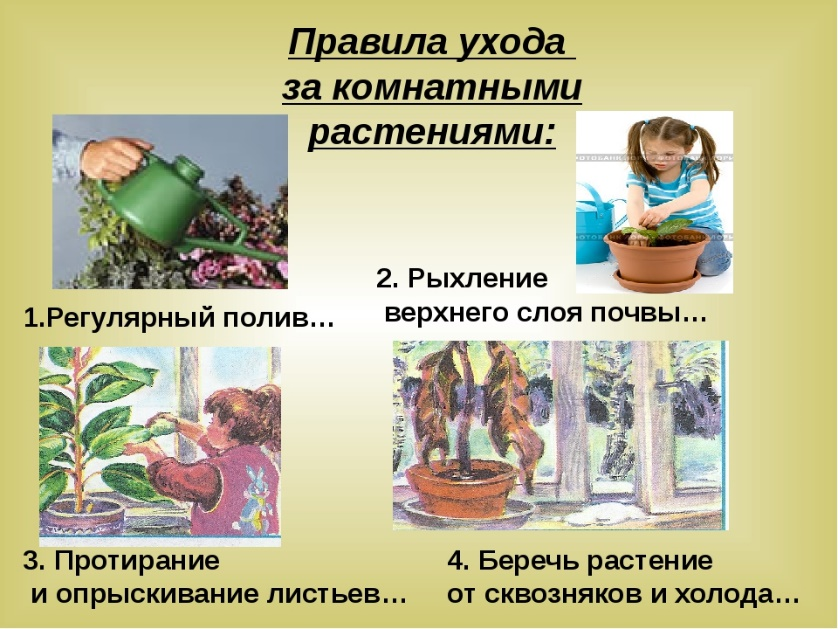 Правила ухода
за комнатными
растениями:
1.Регулярный полив…
2. Рыхление
верхнего слоя почвы…
3. Протирание
и опрыскивание листьев…
4. Беречь растение
от сквозняков и холода…